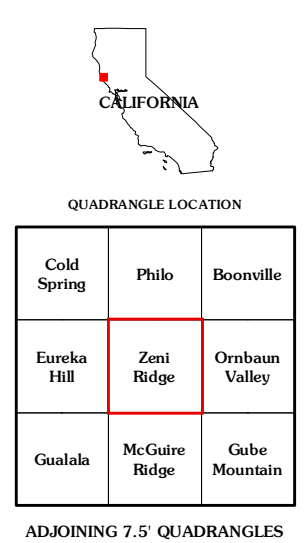 CALIFORNIA
QUADRANGLE LOCATION
Cold
Spring
Philo
Boonville
Eureka
Hill
Zeni
Ridge
Ornbaun
Valley
Gualala
McGuire
Ridge
Gube
Mountain
ADJOINING 7.5' QUADRANGLES